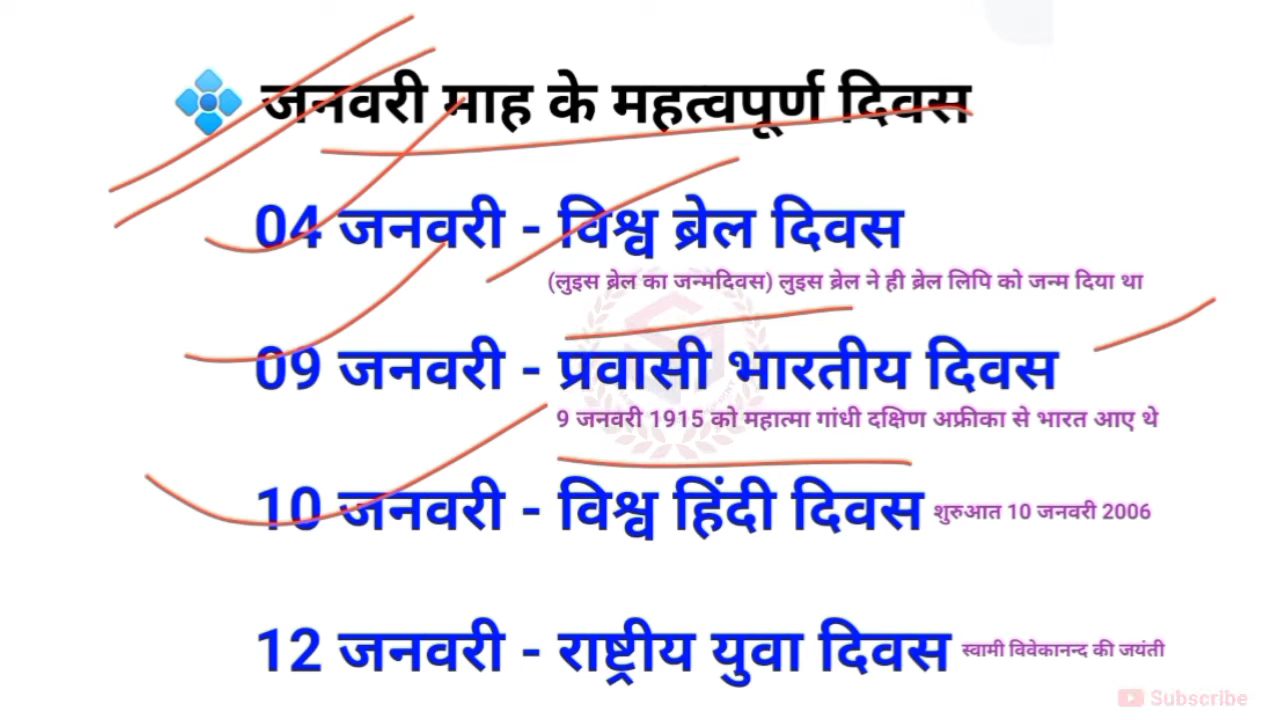 जनवरी माह के महत्वपूर्ण दिवस
04 जनवरी - विश्व ब्रेल दिवस
(लुइस ब्रेल का जन्मदिवस) लुइस ब्रेल ने ही ब्रेल लिपि को जन्म दिया था
09 जनवरी - प्रवासी भारतीय दिवस
9 जनवरी 1915 को महात्मा गांधी दक्षिण अफ्रीका से भारत आए थे
10 जनवरी - विश्व हिंदी दिवस शुरुआत 10 जनवरी 2006
12 जनवरी - राष्ट्रीय युवा दिवस स्वामी विवेकानन्द की जयंती
Subscribe